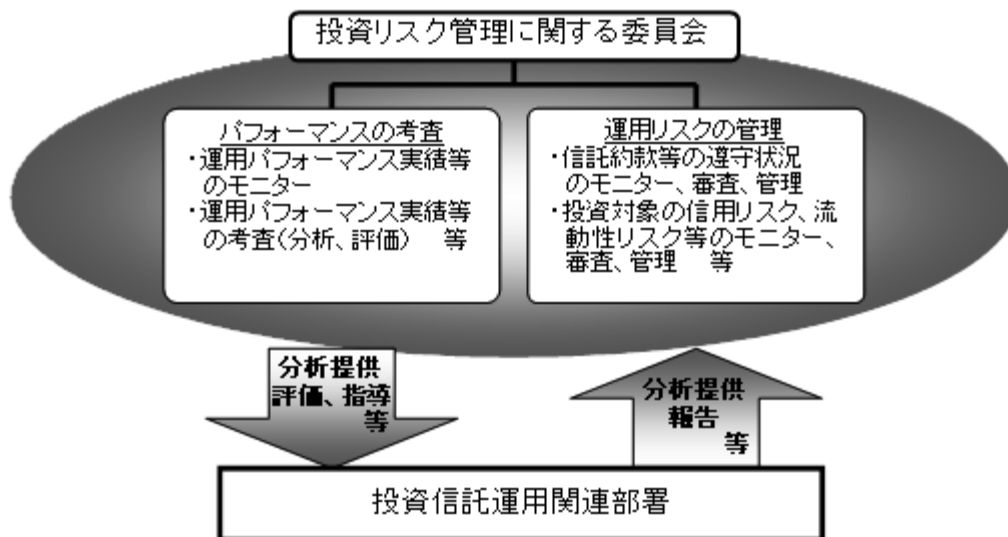 投資リスク管理に関する委員会
パフォーマンスの考査
・運用パフォーマンス実績等
のモニター
・運用パフォーマンス実績等
の考査(分析、評価) 等
運用リスクの管理
・信託約款等の遵守状況
のモニター、審査、管理
・投資対象の信用リスク、流
動性リスク等のモニター、
審査、管理 等
分析提供
評価、指導
等
分析提供
報告
等
投資信託運用関連部署